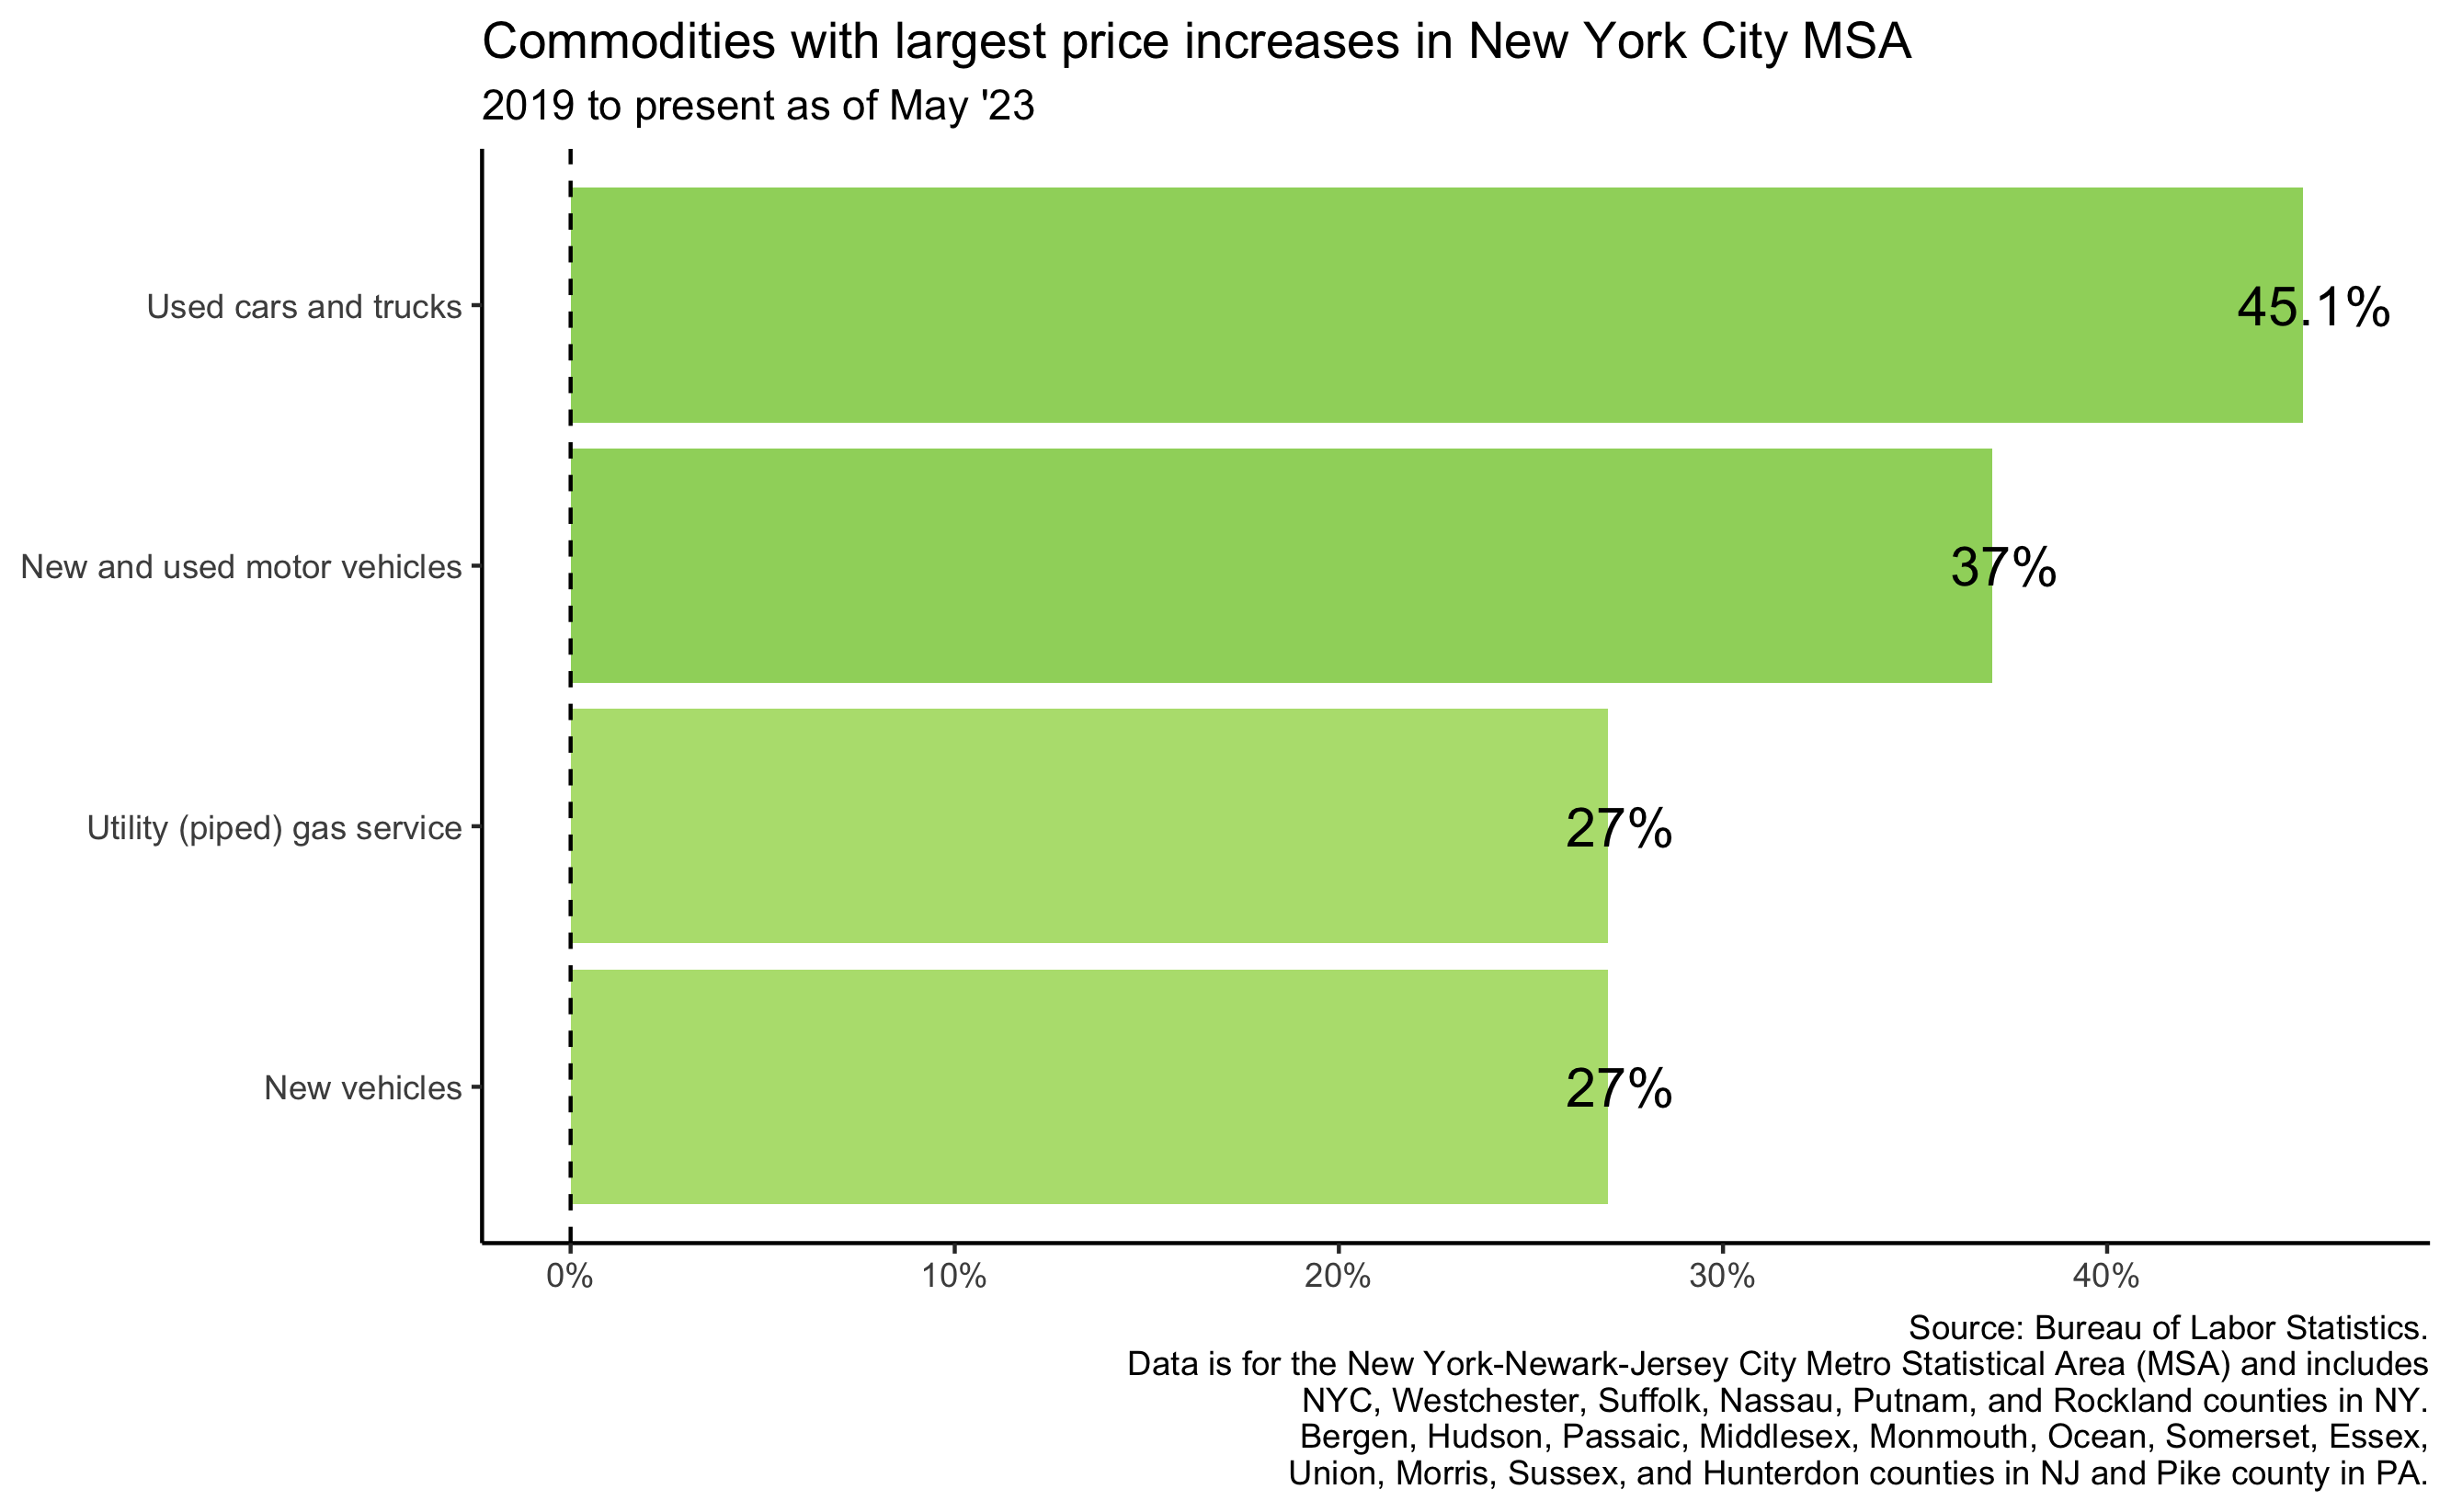 Commodities with largest price increases in New York City MSA
2019 to present as of May '23
Used cars and trucks
45.1%
New and used motor vehicles
37%
Utility (piped) gas service
27%
New vehicles
27%
0%
10%
20%
30%
40%
Source: Bureau of Labor Statistics.
Data is for the New York-Newark-Jersey City Metro Statistical Area (MSA) and includes
NYC, Westchester, Suffolk, Nassau, Putnam, and Rockland counties in NY.
Bergen, Hudson, Passaic, Middlesex, Monmouth, Ocean, Somerset, Essex,
Union, Morris, Sussex, and Hunterdon counties in NJ and Pike county in PA.